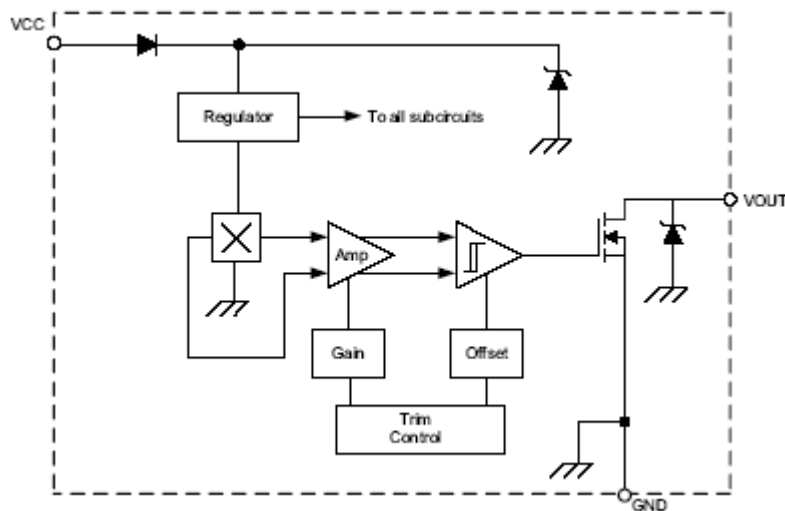 VCC
Regulator
To all subcircuits
VOUT
Amp
Gain
Offset
Trim
Control
GND